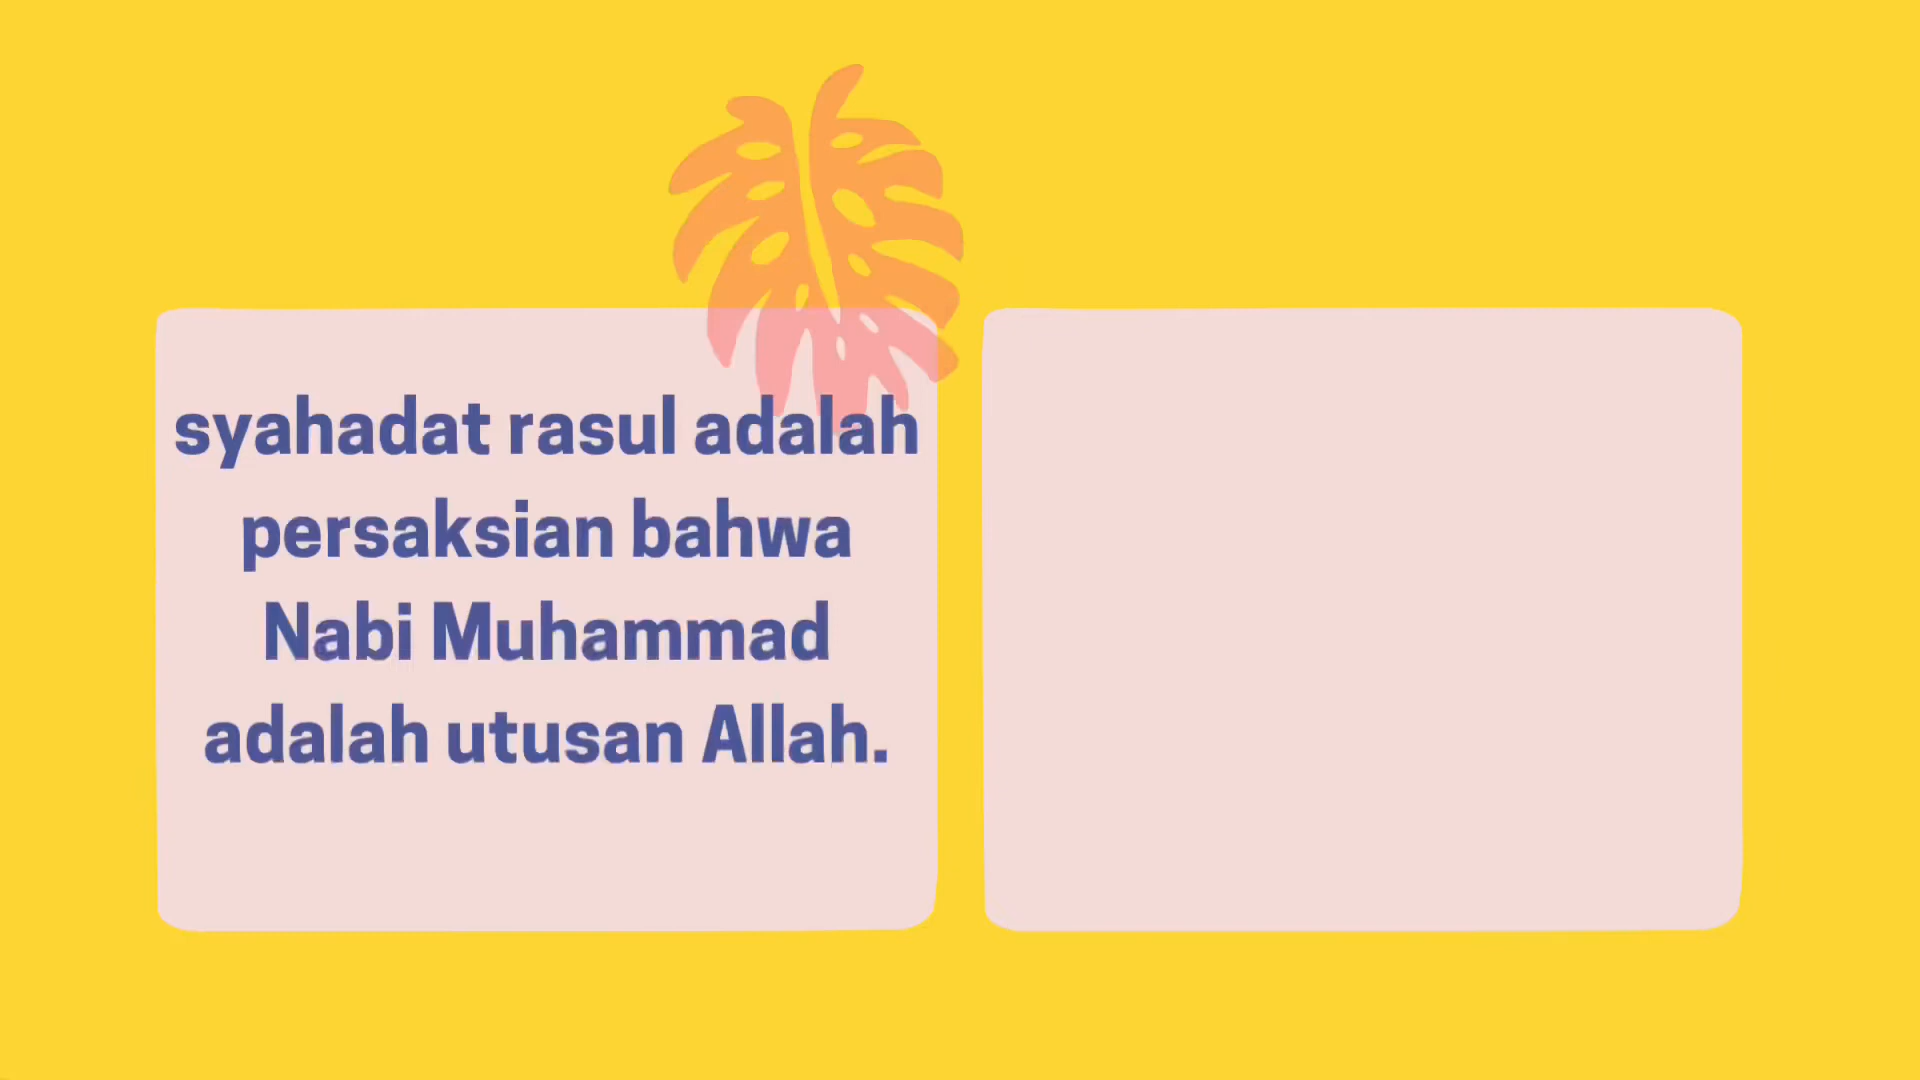 syahadat rasul adalah
persaksian bahwa
Nabi Muhammad
adalah utusan Allah.